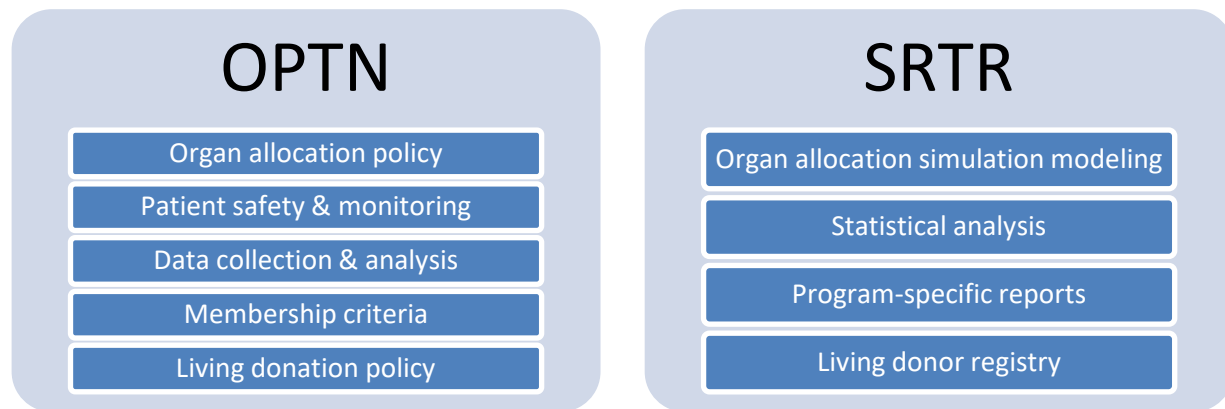 OPTN
Organ allocation policy
Patient safety & monitoring
Data collection & analysis
Membership criteria
Living donation policy
SRTR
Organ allocation simulation modeling
Statistical analysis
Program-specific reports
Living donor registry